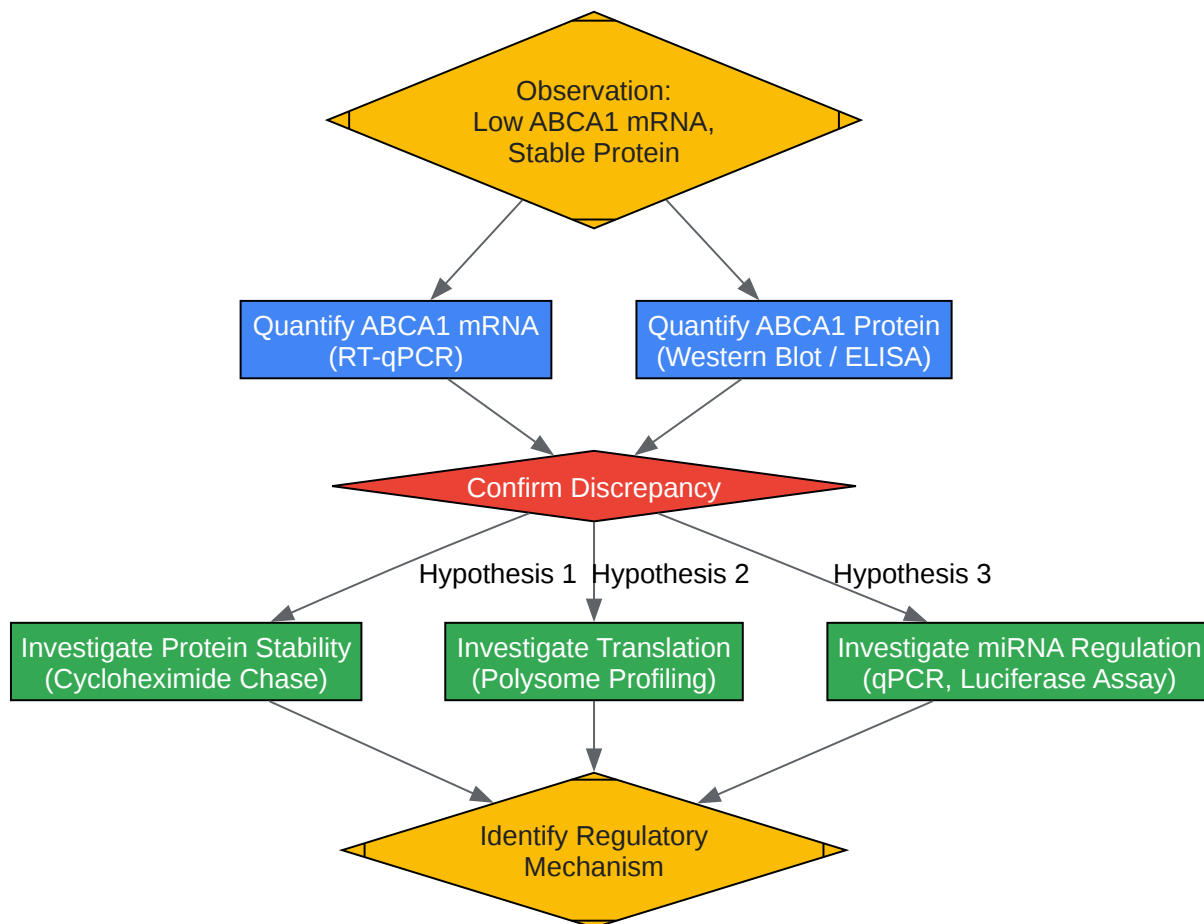 Observation:
Low ABCA1 mRNA,
Stable Protein
Quantify ABCA1 mRNA
(RT-qPCR)
Quantify ABCA1 Protein
(Western Blot / ELISA)
Confirm Discrepancy
Hypothesis 1
Hypothesis 2
Hypothesis 3
Investigate Protein Stability
(Cycloheximide Chase)
Investigate Translation
(Polysome Profiling)
Investigate miRNA Regulation
(qPCR, Luciferase Assay)
Identify Regulatory
Mechanism